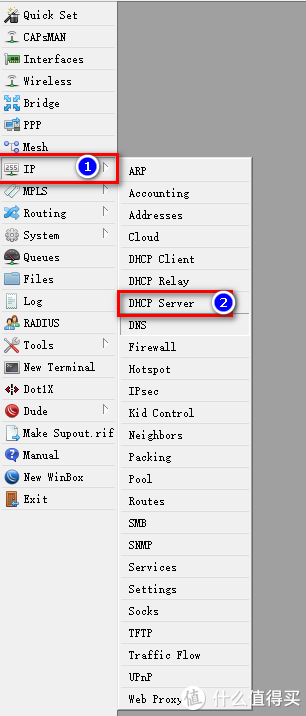 Quick Set
CAPsMAN
Interfaces
Wireless
Bridge
PPP
Mesh
255
IP
1
MPLS
Routing
System
Queues
Files
Log
RADIUS
Tools
New Terminal
Dot1X
Dude
Make Supout.rif
Manual
New WinBox
Exit
ARP
Accounting
Addresses
Cloud
DHCP Client
DHCP Relay
DHCP Server
2
DNS
Firewall
Hotspot
IPsec
Kid Control
Neighbors
Packing
Pool
Routes
SMB
SNMP
Services
Settings
Socks
TFTP
Traffic Flow
UPnP
Web Proxy
值 什么值得买